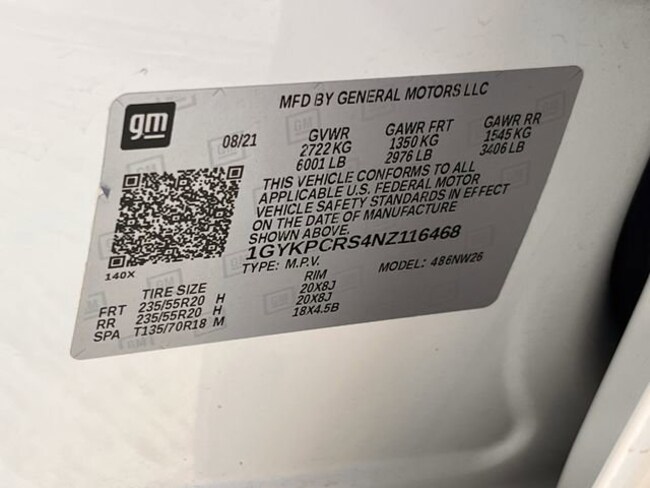 gm
MFD BY GENERAL MOTORS LLC
08/21 GVWR GAWR FRT GAWR RR
2722 KG 1350 KG 1545 KG
6001 LB 2976 LB 3406 LB
THIS VEHICLE CONFORMS TO ALL
APPLICABLE U.S. FEDERAL MOTOR
VEHICLE SAFETY STANDARDS IN EFFECT
ON THE DATE OF MANUFACTURE
SHOWN ABOVE.
1GYKPCRS4NZ116468
140X
TYPE: M.P.V. MODEL: 486NW26
TIRE SIZE RIM
FRT 235/55R20 H 20X8J
RR 235/55R20 H 20X8J
SPA T135/70R18 M 18X4.5B